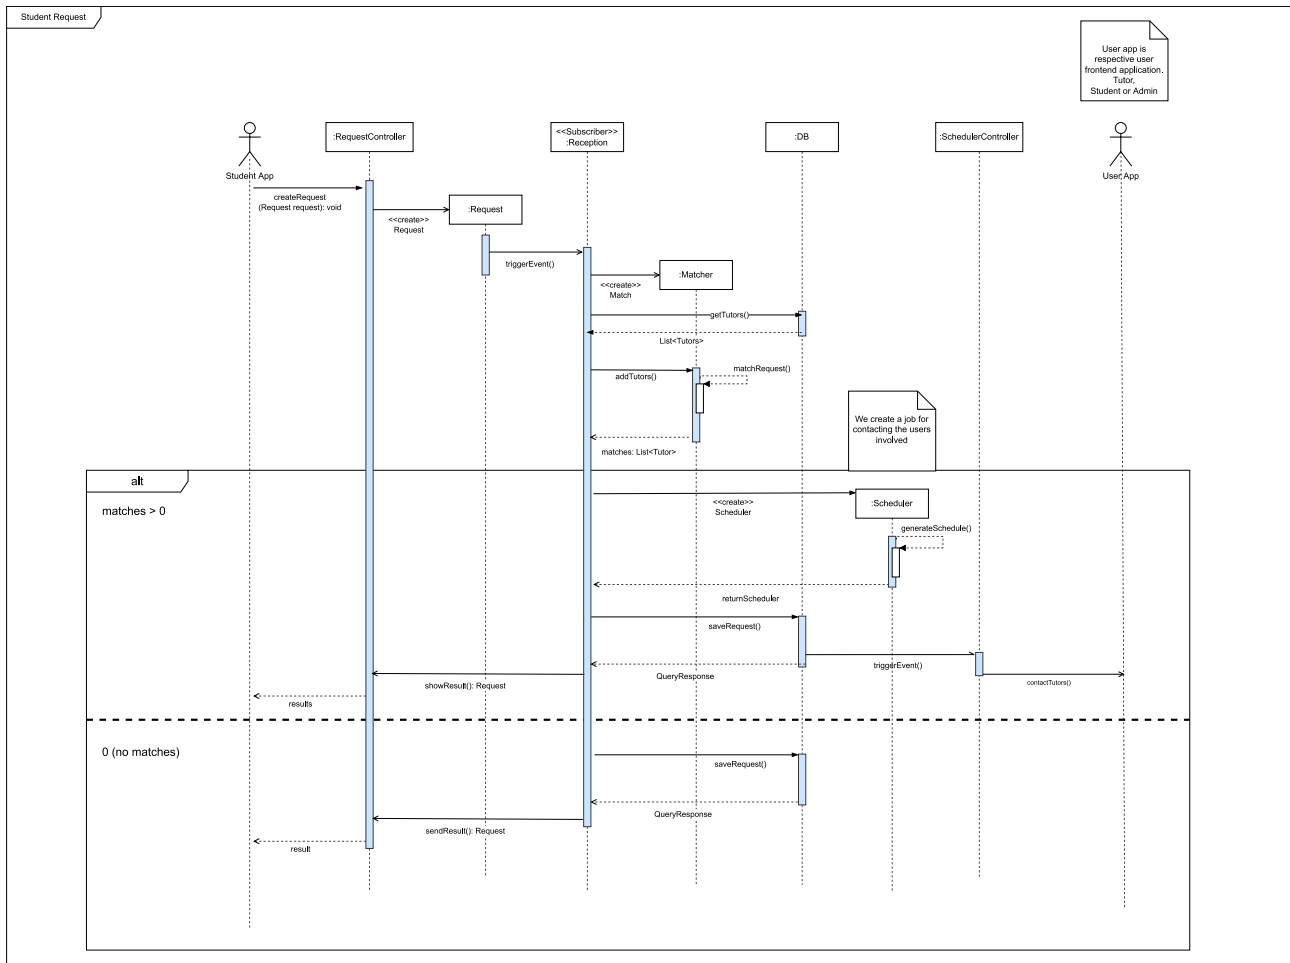 Student Request
User app is
respective user
frontend application.
Tutor,
Student or Admin
:RequestController
<<Subscriber>>
:Reception
:DB
:SchedulerController
Student App
User App
createRequest
(Request request): void
:Request
<<create>>
Request
triggerEvent()
:Matcher
<<create>>
Match
getTutors()
List<Tutors>
matchRequest()
addTutors()
We create a job for
contacting the users
involved
matches: List<Tutor>
alt
matches > 0
<<create>>
Scheduler
:Scheduler
generateSchedule()
returnScheduler
saveRequest()
triggerEvent()
QueryResponse
showResult(): Request
contactTutors()
results
0 (no matches)
saveRequest()
QueryResponse
sendResult(): Request
result